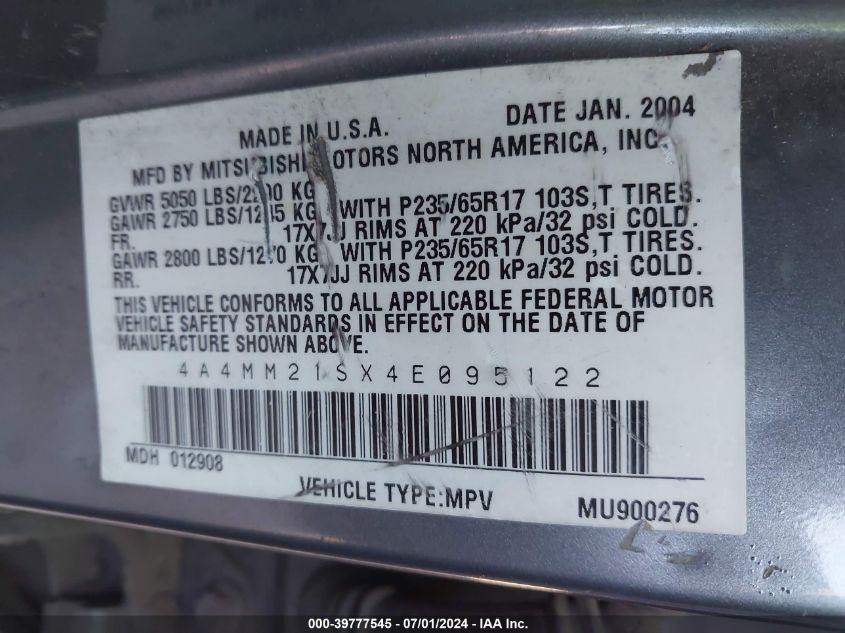 MADE IN U.S.A. DATE JAN. 2004
MFD BY MOTORS NORTH AMERICA, INC.
GVWR 5050 LBS/ KG
GAWR 2750 LBS/ KG WITH P235/65R17 103S,T TIRES.
FR. 17X7JJ RIMS AT 220 kPa/32 psi COLD.
GAWR 2800 LBS/ KG WITH P235/65R17 103S,T TIRES.
RR. 17X7JJ RIMS AT 220 kPa/32 psi COLD.
THIS VEHICLE CONFORMS TO ALL APPLICABLE FEDERAL MOTOR
VEHICLE SAFETY STANDARDS IN EFFECT ON THE DATE OF
MANUFACTURE SHOWN ABOVE.
4A4MM21SX4E095122
MDH 012908
VEHICLE TYPE:MPV MU900276
000-39777545 / 07/01/2024 - IAA Inc.